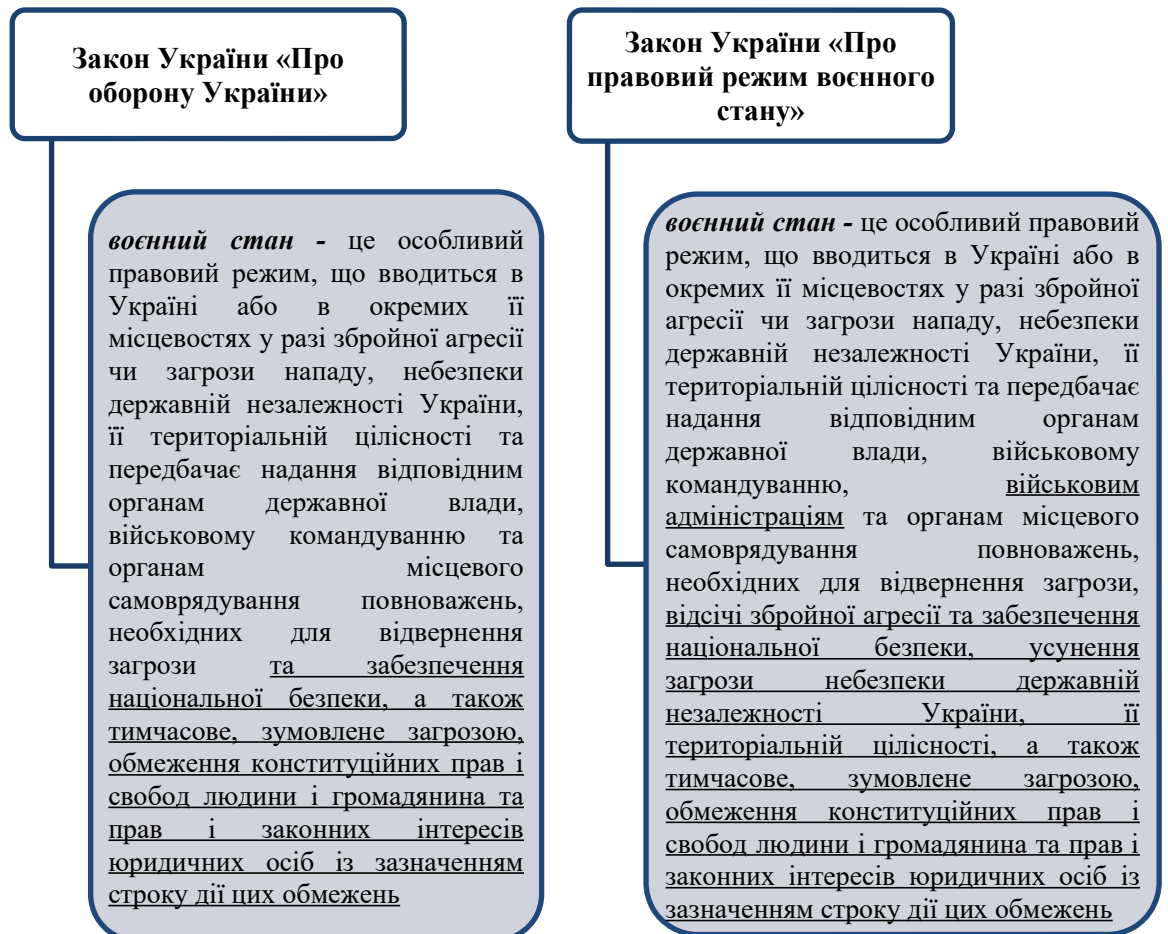 Закон України «Про
оборону України»
воєнний стан - це особливий
правовий режим, що вводиться в
Україні або в окремих її
місцевостях у разі збройної агресії
чи загрози нападу, небезпеки
державній незалежності України,
її територіальній цілісності та
передбачає надання відповідним
органам державної влади,
військовому командуванню та
органам місцевого
самоврядування повноважень,
необхідних для відвернення
загрози та забезпечення
національної безпеки, а також
тимчасове, зумовлене загрозою,
обмеження конституційних прав і
свобод людини і громадянина та
прав і законних інтересів
юридичних осіб із зазначенням
строку дії цих обмежень
Закон України «Про
правовий режим воєнного
стану»
воєнний стан - це особливий правовий
режим, що вводиться в Україні або в
окремих її місцевостях у разі збройної
агресії чи загрози нападу, небезпеки
державній незалежності України, її
територіальній цілісності та передбачає
надання відповідним органам
державної влади, військовому
командуванню, військовим
адміністраціям та органам місцевого
самоврядування повноважень,
необхідних для відвернення загрози,
відсічі збройної агресії та забезпечення
національної безпеки, усунення
загрози небезпеки державній
незалежності України, її
територіальній цілісності, а також
тимчасове, зумовлене загрозою,
обмеження конституційних прав і
свобод людини і громадянина та прав і
законних інтересів юридичних осіб із
зазначенням строку дії цих обмежень